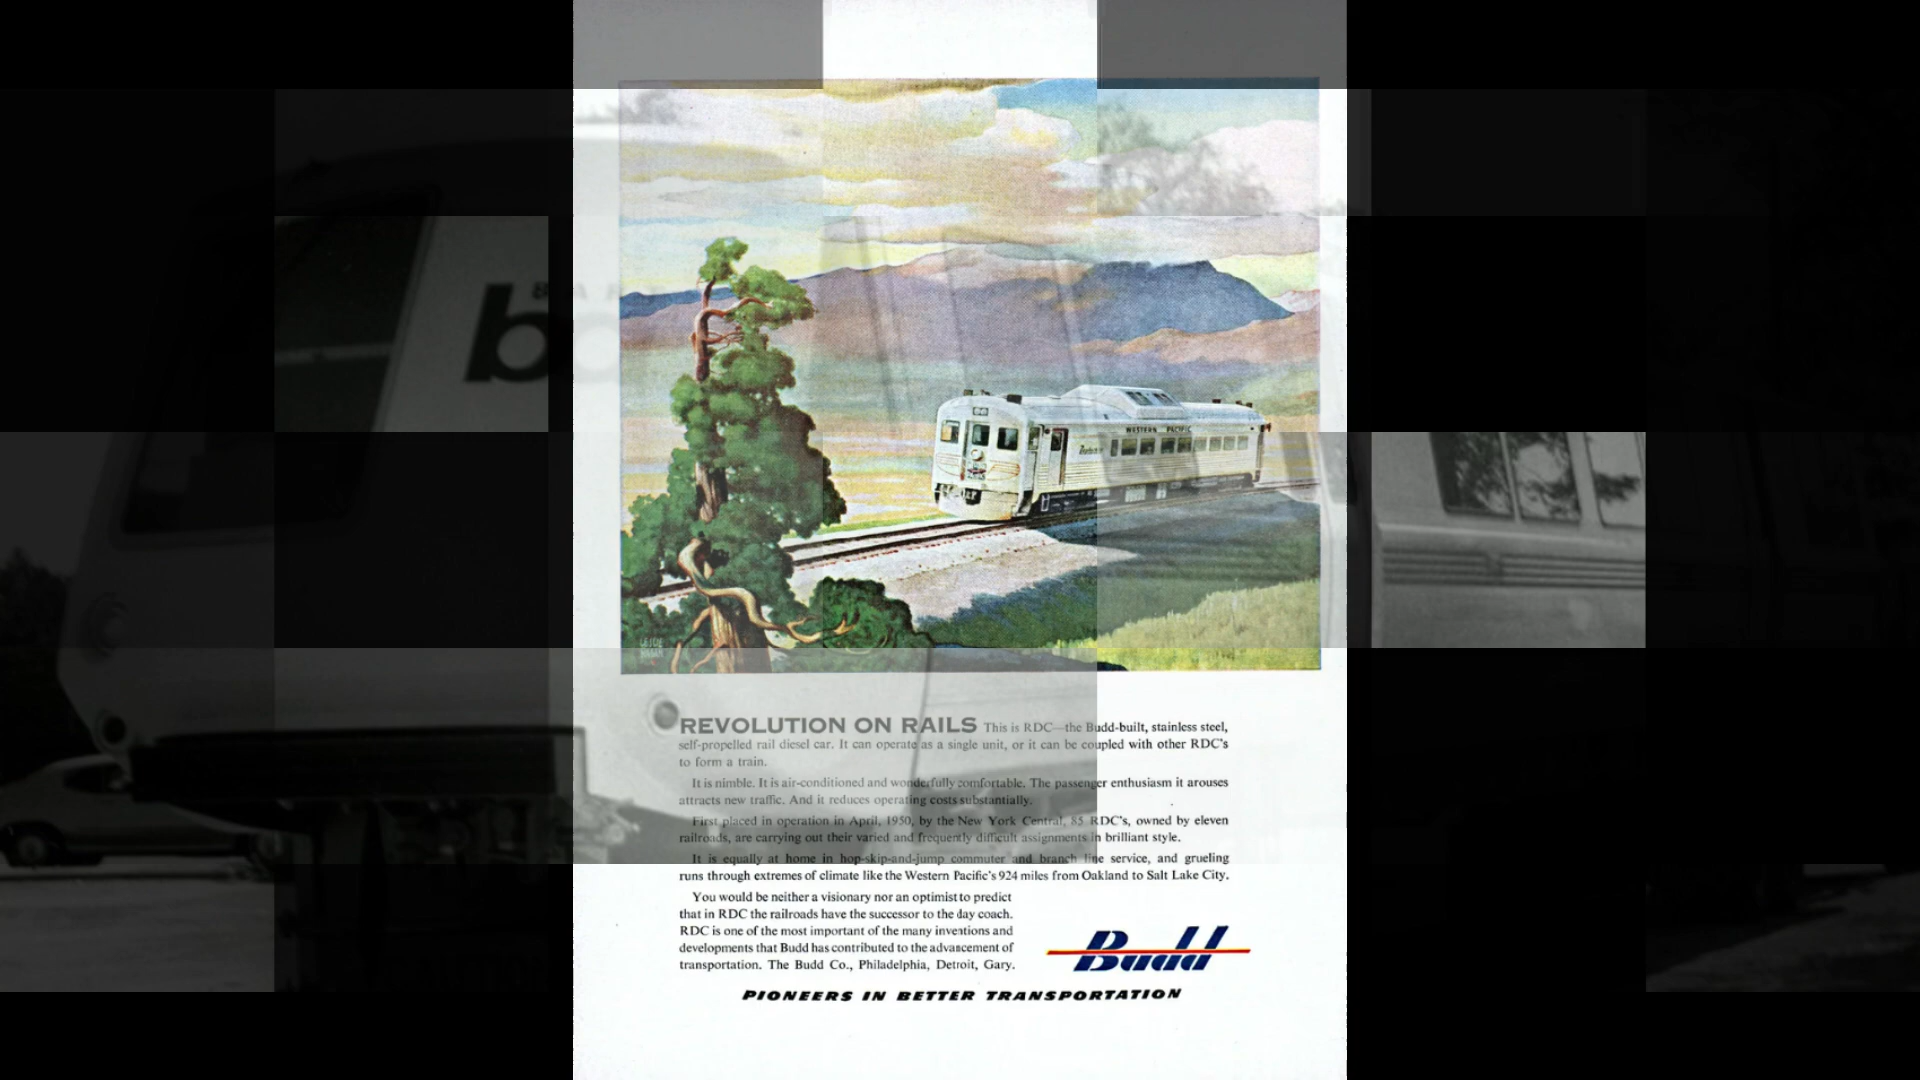 BART
ba
WESTERN PACIFIC
LESLIE
RAGAN
REVOLUTION ON RAILS This is RDC—the Budd-built, stainless steel,
self-propelled rail diesel car. It can operate as a single unit, or it can be coupled with other RDC's
to form a train.
It is nimble. It is air-conditioned and wonderfully comfortable. The passenger enthusiasm it arouses
attracts new traffic. And it reduces operating costs substantially.
First placed in operation in April, 1950, by the New York Central, 85 RDC's, owned by eleven
railroads, are carrying out their varied and frequently difficult assignments in brilliant style.
It is equally at home in hop-skip-and-jump commuter and branch line service, and grueling
runs through extremes of climate like the Western Pacific's 924 miles from Oakland to Salt Lake City.
You would be neither a visionary nor an optimist to predict
that in RDC the railroads have the successor to the day coach.
RDC is one of the most important of the many inventions and
developments that Budd has contributed to the advancement of
transportation. The Budd Co., Philadelphia, Detroit, Gary.
Budd
PIONEERS IN BETTER TRANSPORTATION